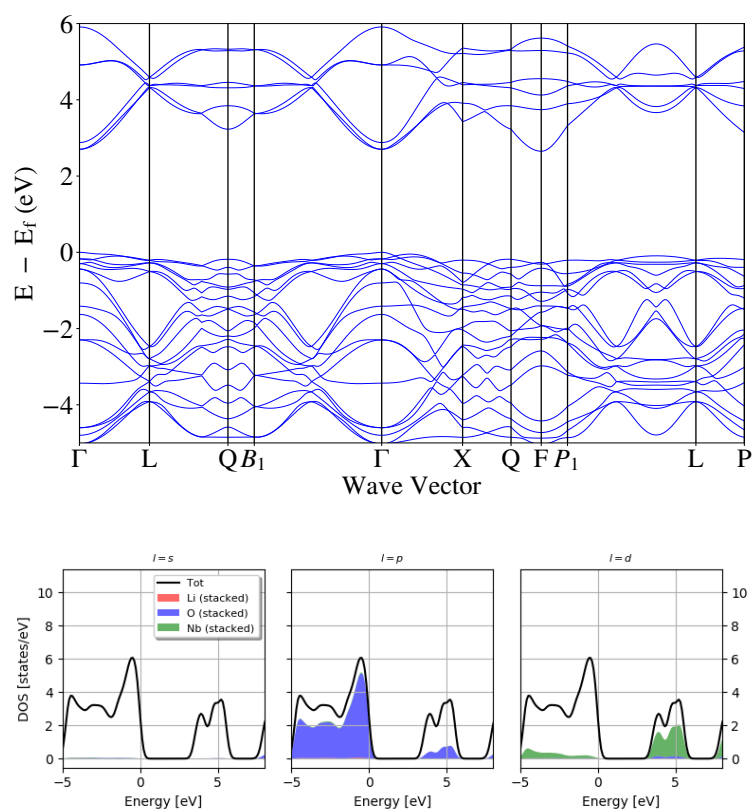 6
4
2
0
−2
−4
E − E_f (eV)
Γ L Q B₁ Γ X Q F P₁ L P
Wave Vector
l = s l = p l = d
Tot
Li (stacked)
O (stacked)
Nb (stacked)
DOS [states/eV]
10 10
8 8
6 6
4 4
2 2
0 0
−5 0 5 −5 0 5 −5 0 5
Energy [eV] Energy [eV] Energy [eV]